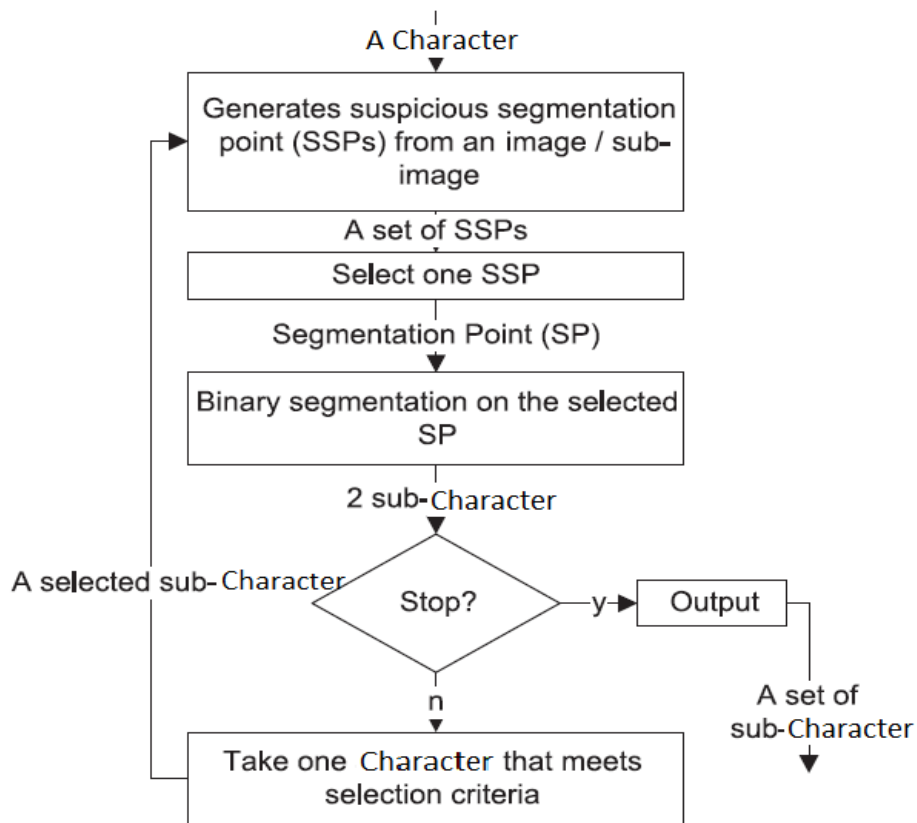 A Character
Generates suspicious segmentation
point (SSPs) from an image / sub-
image
A set of SSPs
Select one SSP
Segmentation Point (SP)
Binary segmentation on the selected
SP
2 sub-Character
A selected sub-Character
Stop?
y
Output
n
A set of
sub-Character
Take one Character that meets
selection criteria